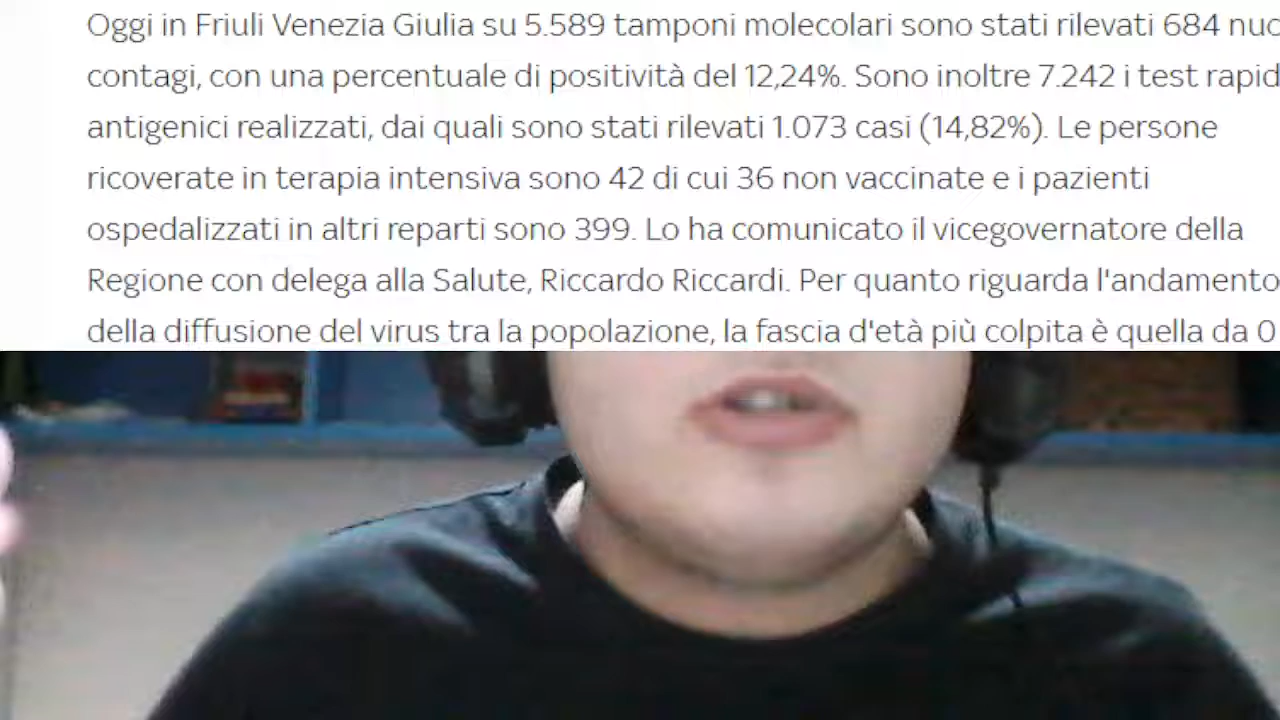 Oggi in Friuli Venezia Giulia su 5.589 tamponi molecolari sono stati rilevati 684
contagi, con una percentuale di positività del 12,24%. Sono inoltre 7.242 i test
antigenici realizzati, dai quali sono stati rilevati 1.073 casi (14,82%). Le persone
ricoverate in terapia intensiva sono 42 di cui 36 non vaccinate e i pazienti
ospedalizzati in altri reparti sono 399. Lo ha comunicato il vicegovernatore della
Regione con delega alla Salute, Riccardo Riccardi. Per quanto riguarda l'andamento
della diffusione del virus tra la popolazione, la fascia d'età più colpita è quella da 0